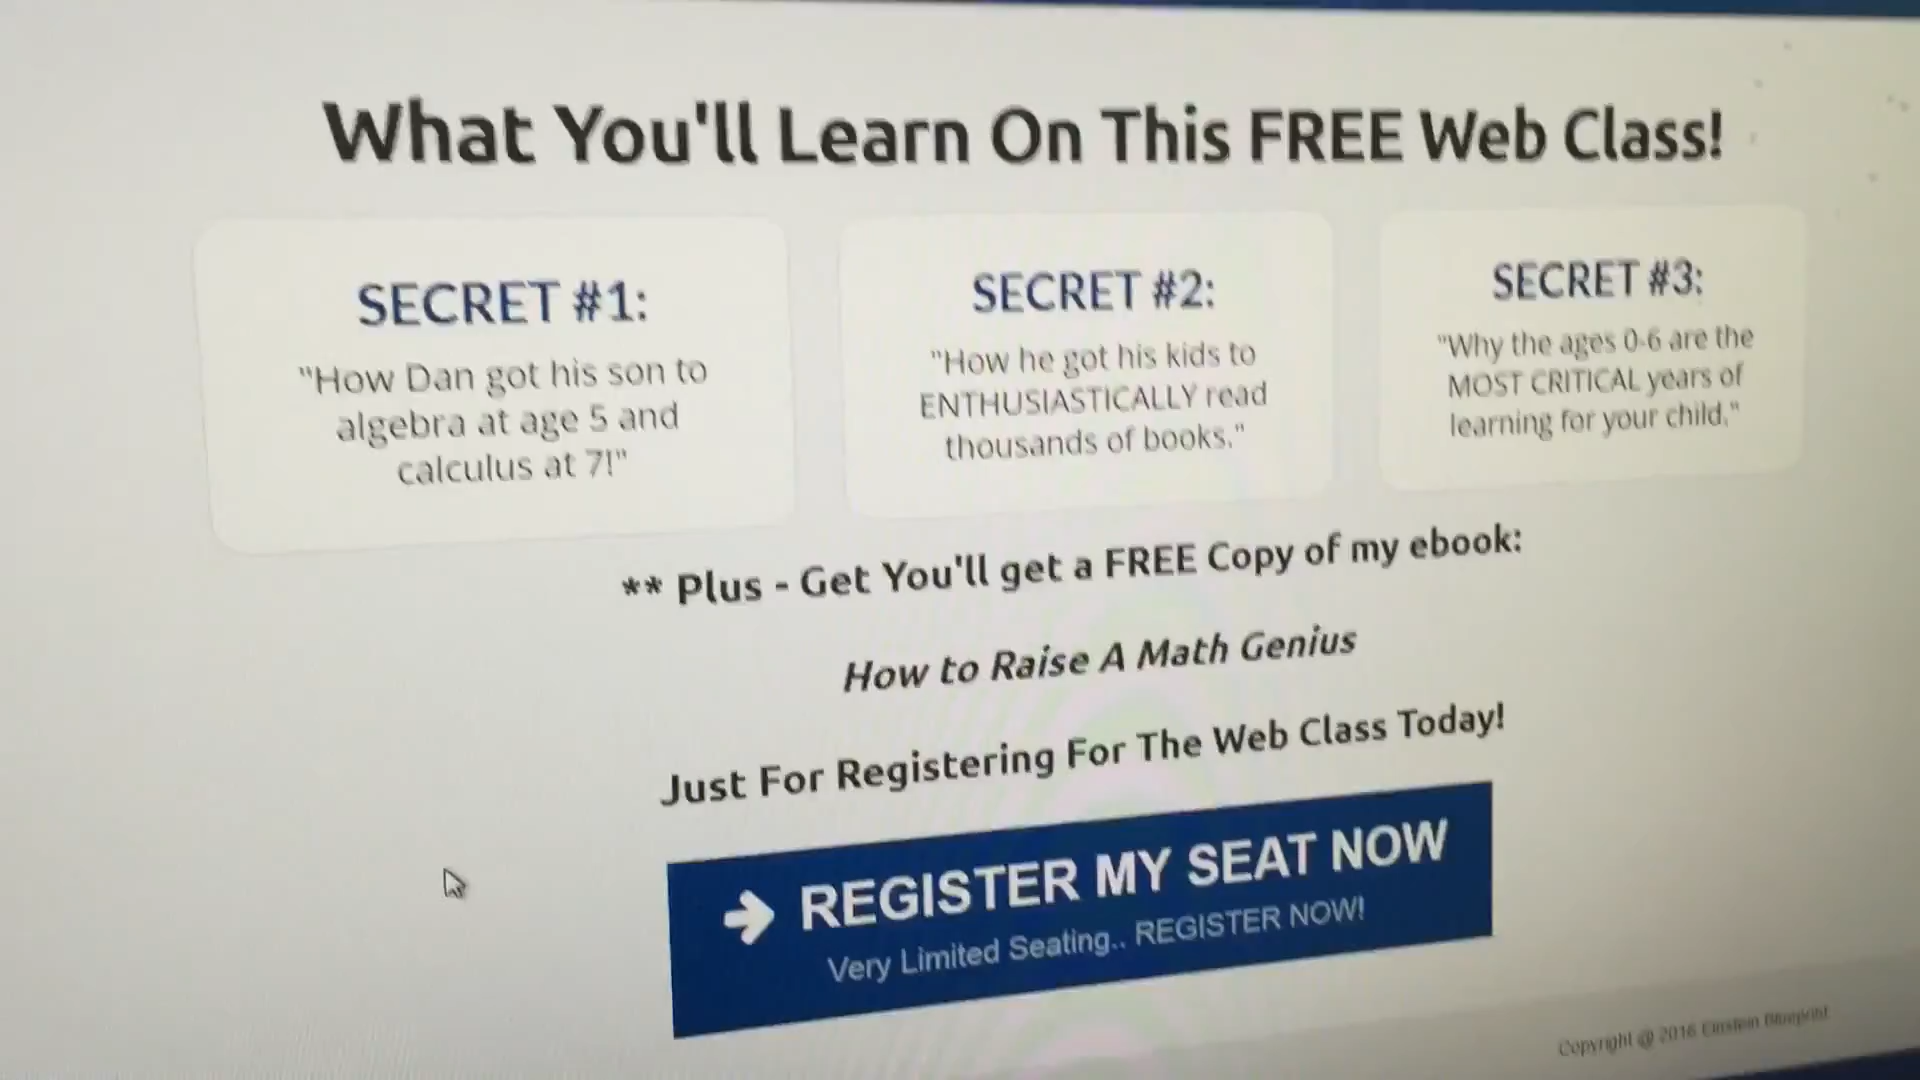 What You'll Learn On This FREE Web Class!
SECRET #1:
"How Dan got his son to
algebra at age 5 and
calculus at 7!"
SECRET #2:
"How he got his kids to
ENTHUSIASTICALLY read
thousands of books."
SECRET #3:
"Why the ages 0-6 are the
MOST CRITICAL years of
learning for your child."
** Plus - Get You'll get a FREE Copy of my ebook:
How to Raise A Math Genius
Just For Registering For The Web Class Today!
REGISTER MY SEAT NOW
Very Limited Seating.. REGISTER NOW!
Copyright @ 2016 Einstein Blueprint